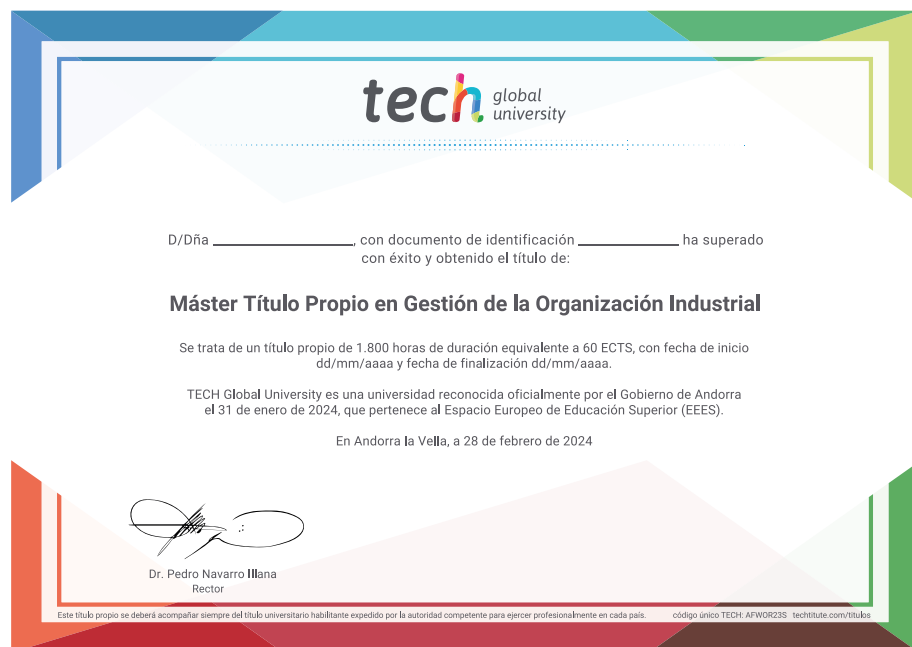 tech global
university
D/Dña ______________, con documento de identificación ____________ ha superado
con éxito y obtenido el título de:
Máster Título Propio en Gestión de la Organización Industrial
Se trata de un título propio de 1.800 horas de duración equivalente a 60 ECTS, con fecha de inicio
dd/mm/aaaa y fecha de finalización dd/mm/aaaa.
TECH Global University es una universidad reconocida oficialmente por el Gobierno de Andorra
el 31 de enero de 2024, que pertenece al Espacio Europeo de Educación Superior (EEES).
En Andorra la Vella, a 28 de febrero de 2024
Dr. Pedro Navarro Illana
Rector
Este título propio se deberá acompañar siempre del título universitario habilitante expedido por la autoridad competente para ejercer profesionalmente en cada país. código único TECH: AFWOR23S techtitute.com/titulos